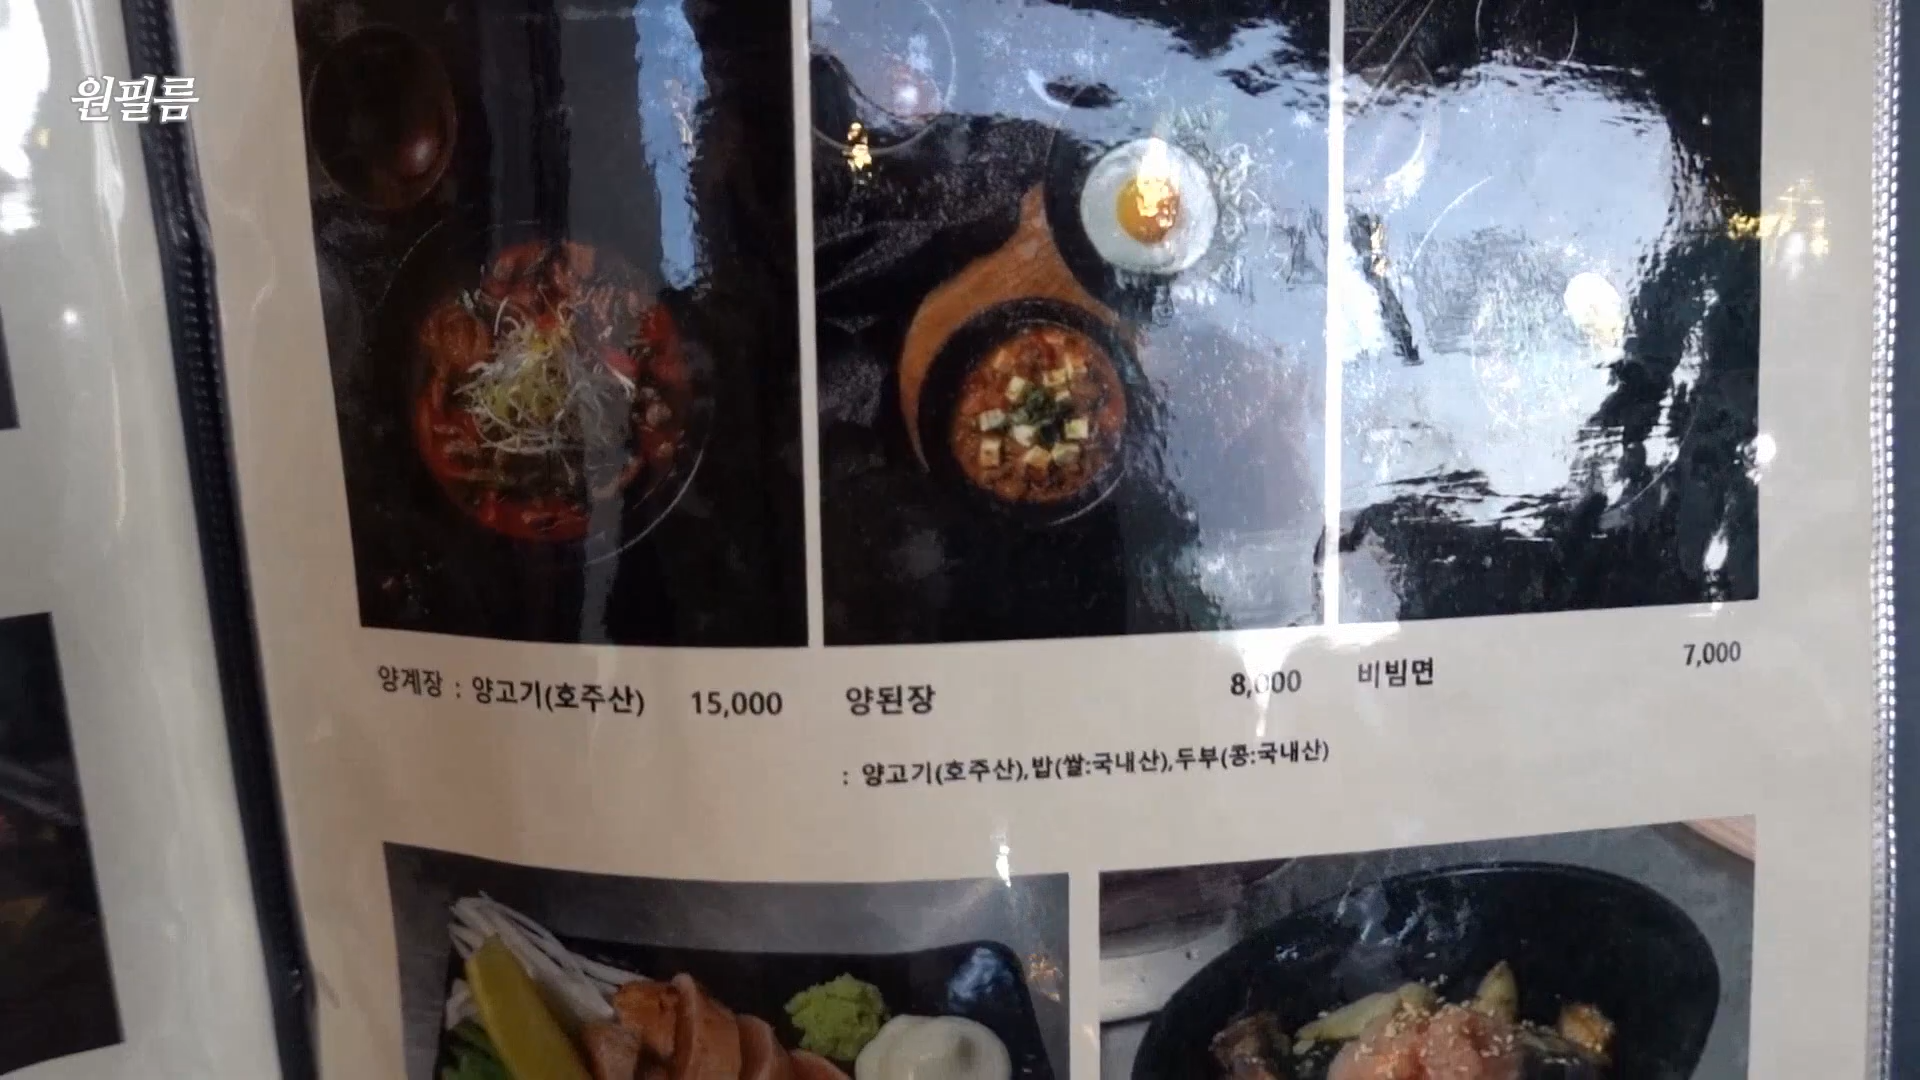 원필름
양계장 : 양고기(호주산) 15,000
양된장 8,000
: 양고기(호주산),밥(쌀:국내산),두부(콩:국내산)
비빔면 7,000